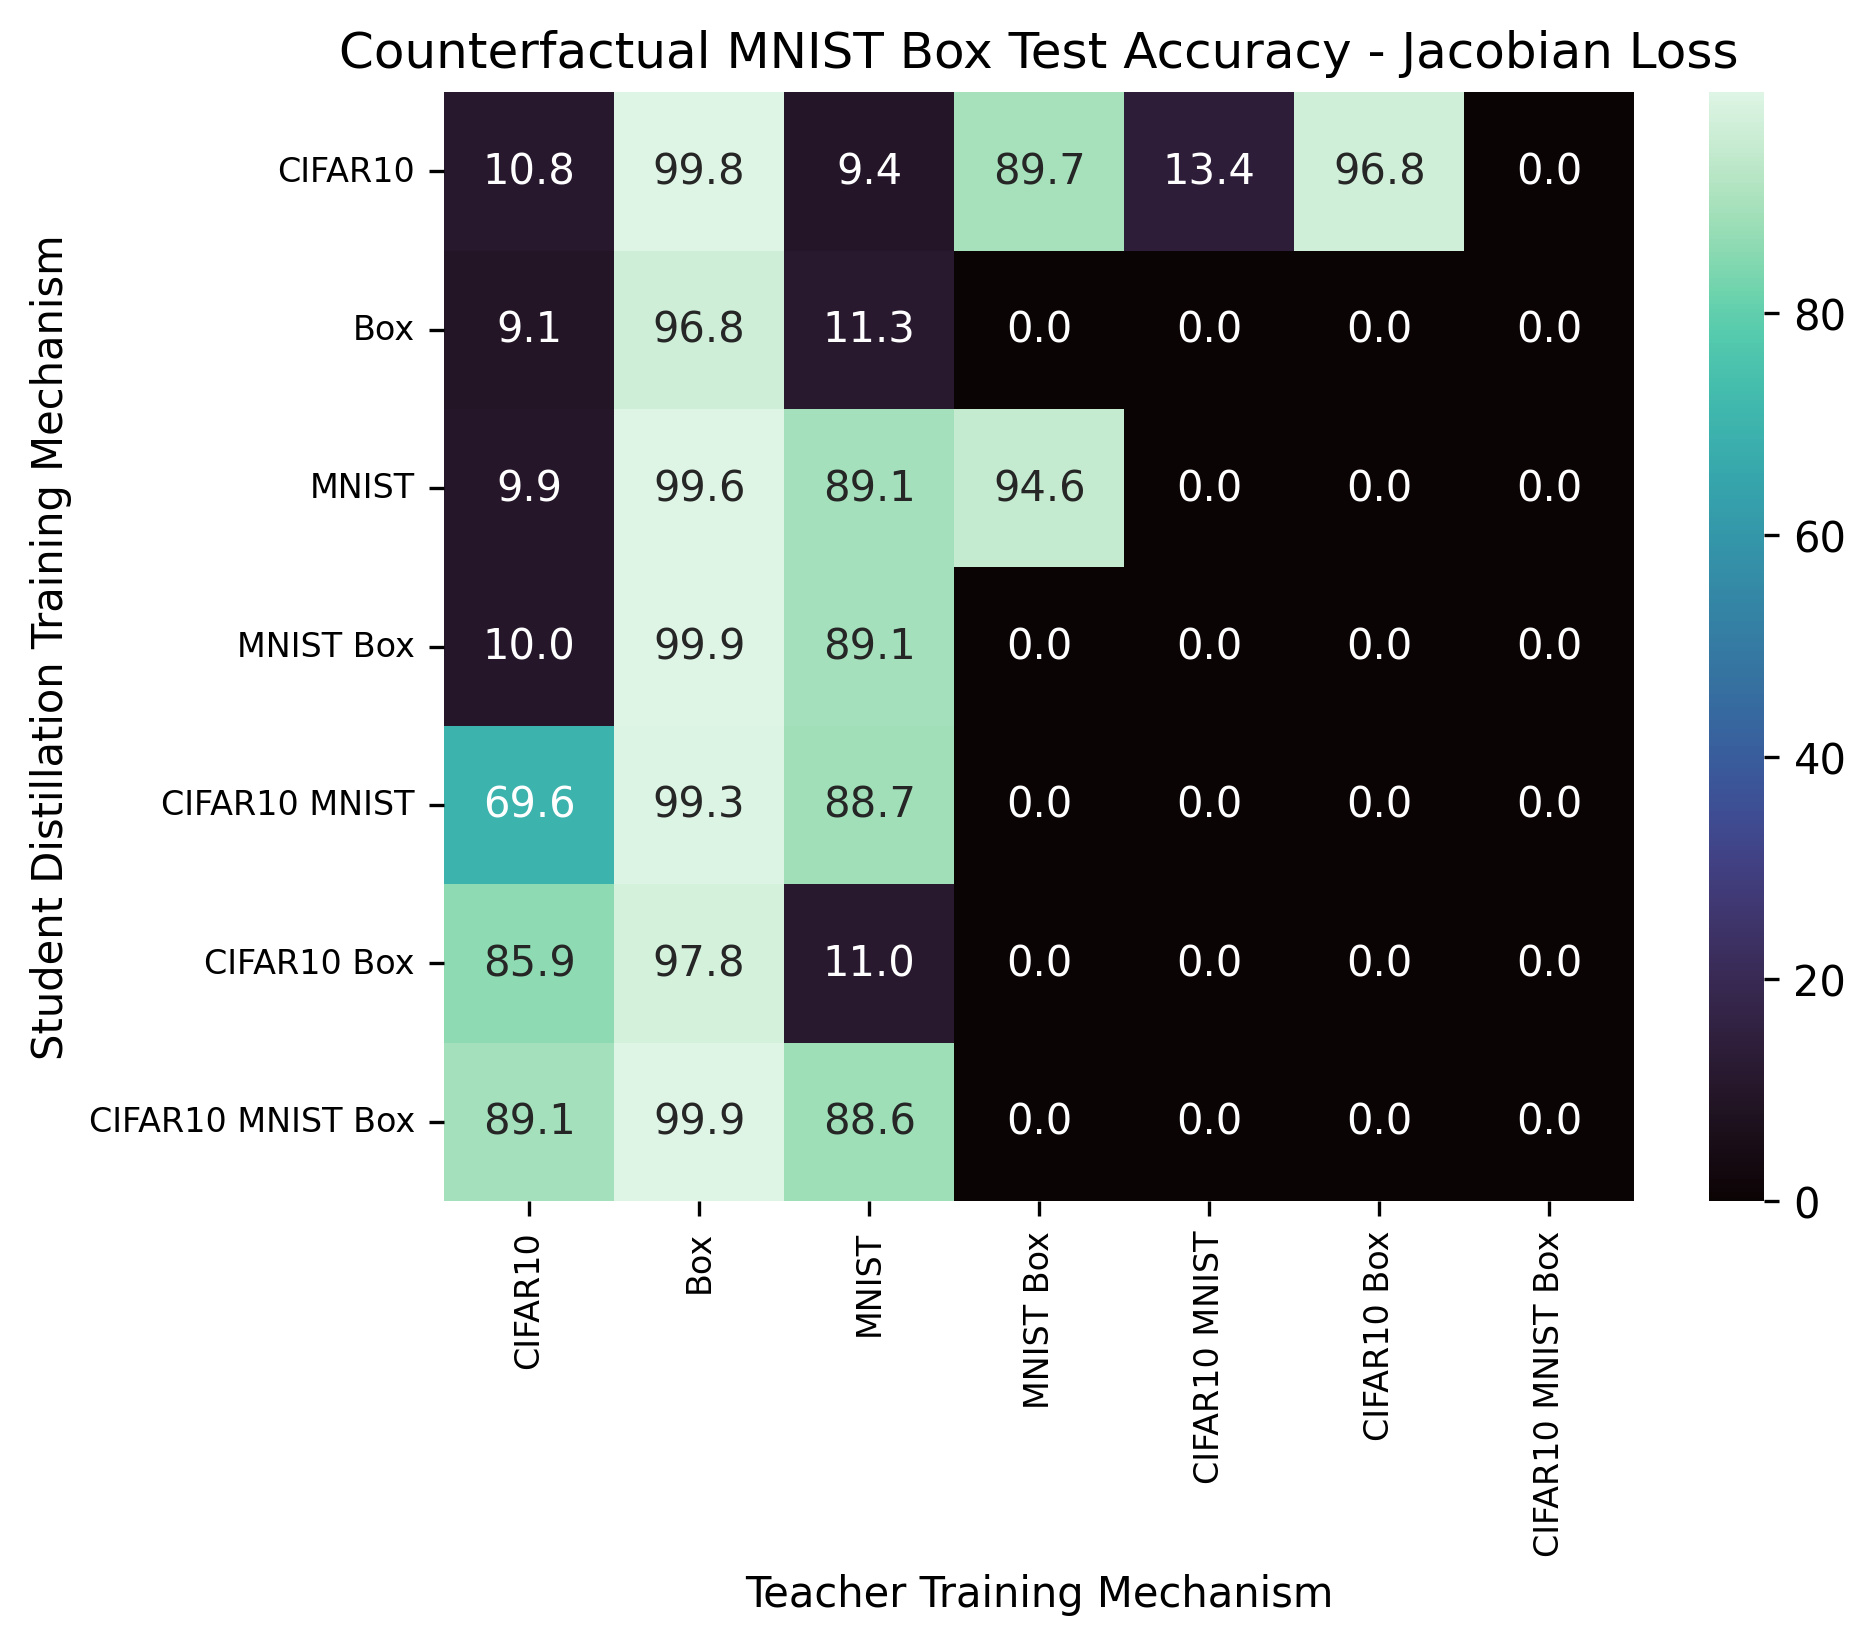 Counterfactual MNIST Box Test Accuracy - Jacobian Loss
Student Distillation Training Mechanism
CIFAR10 10.8 99.8 9.4 89.7 13.4 96.8 0.0
Box 9.1 96.8 11.3 0.0 0.0 0.0 0.0
MNIST 9.9 99.6 89.1 94.6 0.0 0.0 0.0
MNIST Box 10.0 99.9 89.1 0.0 0.0 0.0 0.0
CIFAR10 MNIST 69.6 99.3 88.7 0.0 0.0 0.0 0.0
CIFAR10 Box 85.9 97.8 11.0 0.0 0.0 0.0 0.0
CIFAR10 MNIST Box 89.1 99.9 88.6 0.0 0.0 0.0 0.0
CIFAR10
Box
MNIST
MNIST Box
CIFAR10 MNIST
CIFAR10 Box
CIFAR10 MNIST Box
Teacher Training Mechanism
80
60
40
20
0